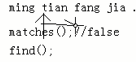 ming tian fang jia .
matches();//false
find();